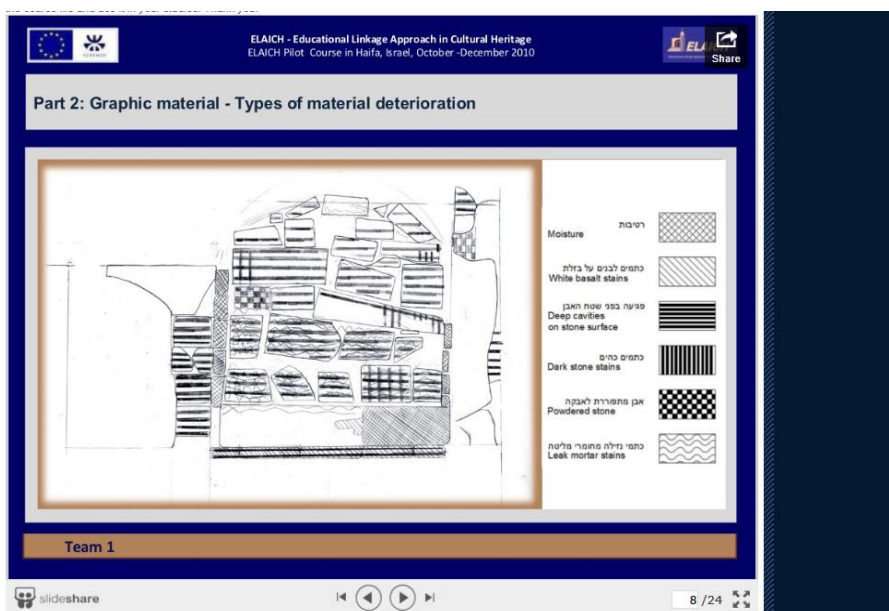 ELAICH - Educational Linkage Approach in Cultural Heritage
ELAICH Pilot Course in Haifa, Israel, October -December 2010
Share
Part 2: Graphic material - Types of material deterioration
רטיבות
Moisture
כתמים לבנים על בזלת
White basalt stains
פגיעה בפני שטח האבן
Deep cavities
on stone surface
כתמים כהים
Dark stone stains
אבן מתפוררת לאבקה
Powdered stone
כתמי נזילה מחומרי מליטה
Leak mortar stains
Team 1
slideshare
8 /24